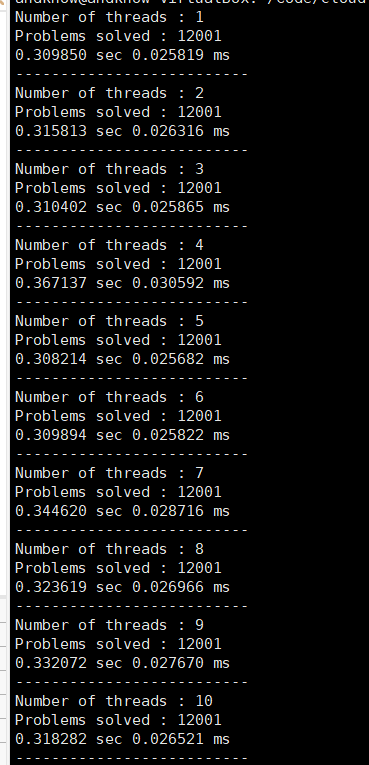 Number of threads : 1
Problems solved : 12001
0.309850 sec 0.025819 ms
--------------------------
Number of threads : 2
Problems solved : 12001
0.315813 sec 0.026316 ms
--------------------------
Number of threads : 3
Problems solved : 12001
0.310402 sec 0.025865 ms
--------------------------
Number of threads : 4
Problems solved : 12001
0.367137 sec 0.030592 ms
--------------------------
Number of threads : 5
Problems solved : 12001
0.308214 sec 0.025682 ms
--------------------------
Number of threads : 6
Problems solved : 12001
0.309894 sec 0.025822 ms
--------------------------
Number of threads : 7
Problems solved : 12001
0.344620 sec 0.028716 ms
--------------------------
Number of threads : 8
Problems solved : 12001
0.323619 sec 0.026966 ms
--------------------------
Number of threads : 9
Problems solved : 12001
0.332072 sec 0.027670 ms
--------------------------
Number of threads : 10
Problems solved : 12001
0.318282 sec 0.026521 ms
--------------------------